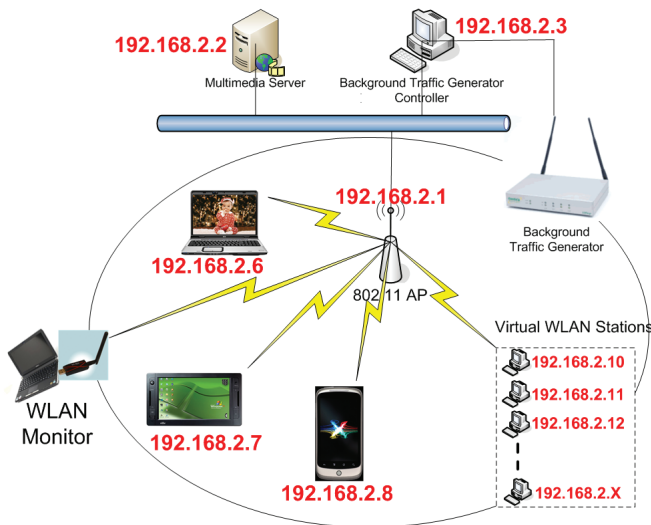 192.168.2.2
192.168.2.3
Multimedia Server
Background Traffic Generator
Controller
192.168.2.1
Background
Traffic Generator
192.168.2.6
802.11 AP
Virtual WLAN Stations
192.168.2.10
192.168.2.11
192.168.2.12
192.168.2.X
WLAN
Monitor
192.168.2.7
192.168.2.8